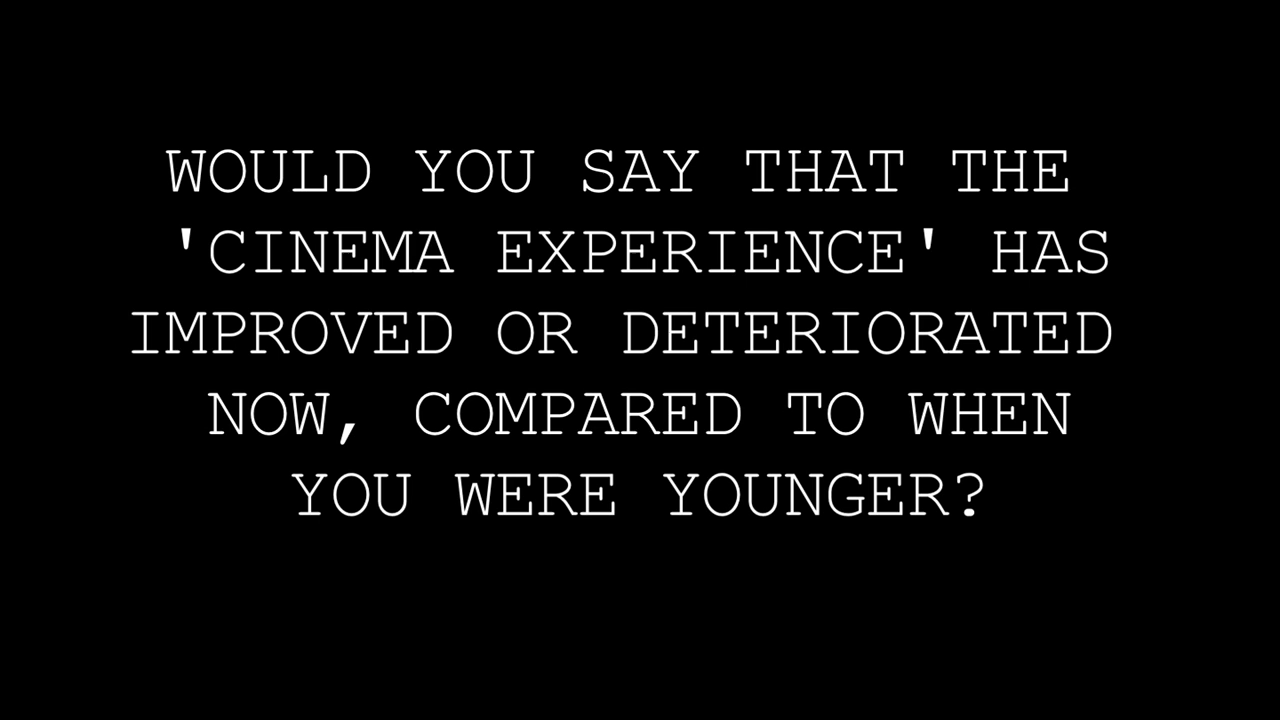 WOULD YOU SAY THAT THE
'CINEMA EXPERIENCE' HAS
IMPROVED OR DETERIORATED
NOW, COMPARED TO WHEN
YOU WERE YOUNGER?